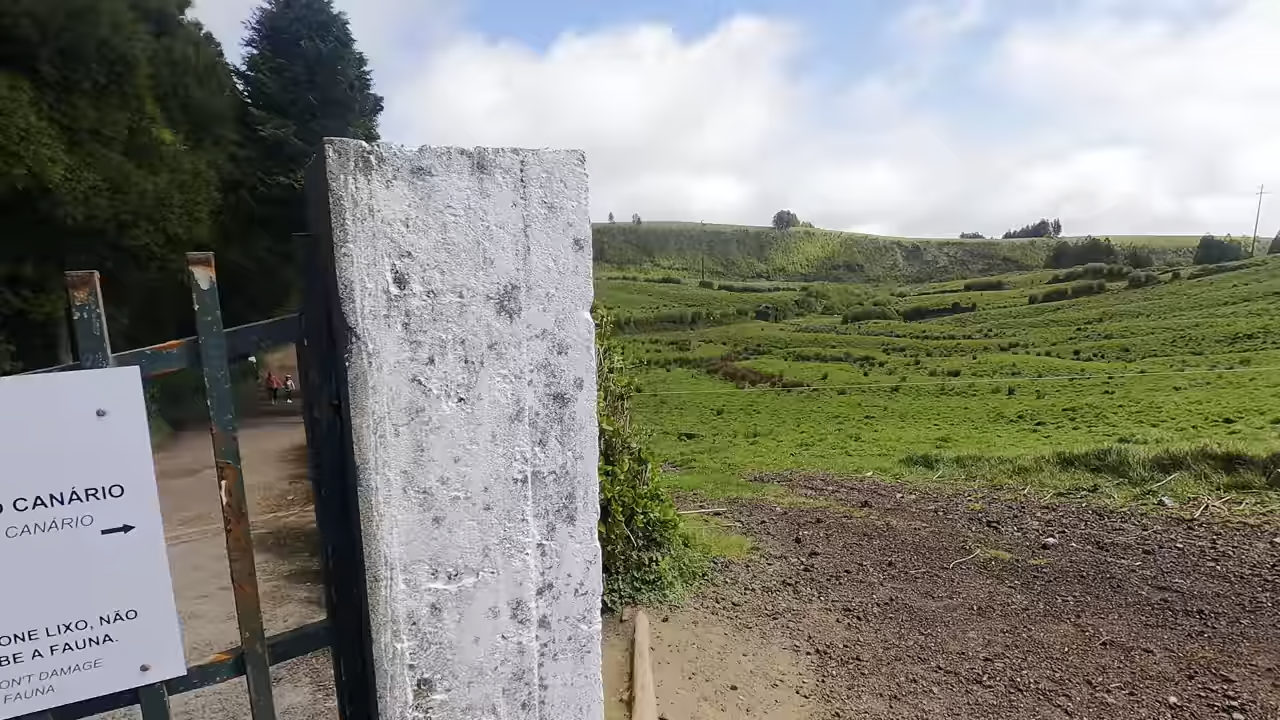 O CANÁRIO
CANÁRIO
ONE LIXO, NÃO
BE A FAUNA.
ON'T DAMAGE
FAUNA